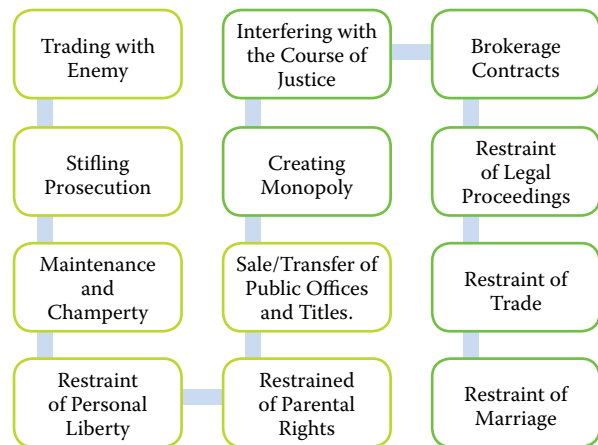 Trading with
Enemy
Stifling
Prosecution
Maintenance
and
Champerty
Restraint
of Personal
Liberty
Restrained
of Parental
Rights
Sale/Transfer of
Public Offices
and Titles.
Creating
Monopoly
Interfering with
the Course of
Justice
Brokerage
Contracts
Restraint
of Legal
Proceedings
Restraint of
Trade
Restraint of
Marriage